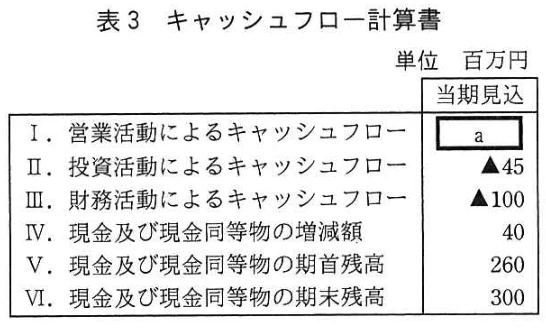 表3 キャッシュフロー計算書
単位 百万円
当期見込
Ⅰ．営業活動によるキャッシュフロー a
Ⅱ．投資活動によるキャッシュフロー ▲45
Ⅲ．財務活動によるキャッシュフロー ▲100
Ⅳ．現金及び現金同等物の増減額 40
Ⅴ．現金及び現金同等物の期首残高 260
Ⅵ．現金及び現金同等物の期末残高 300